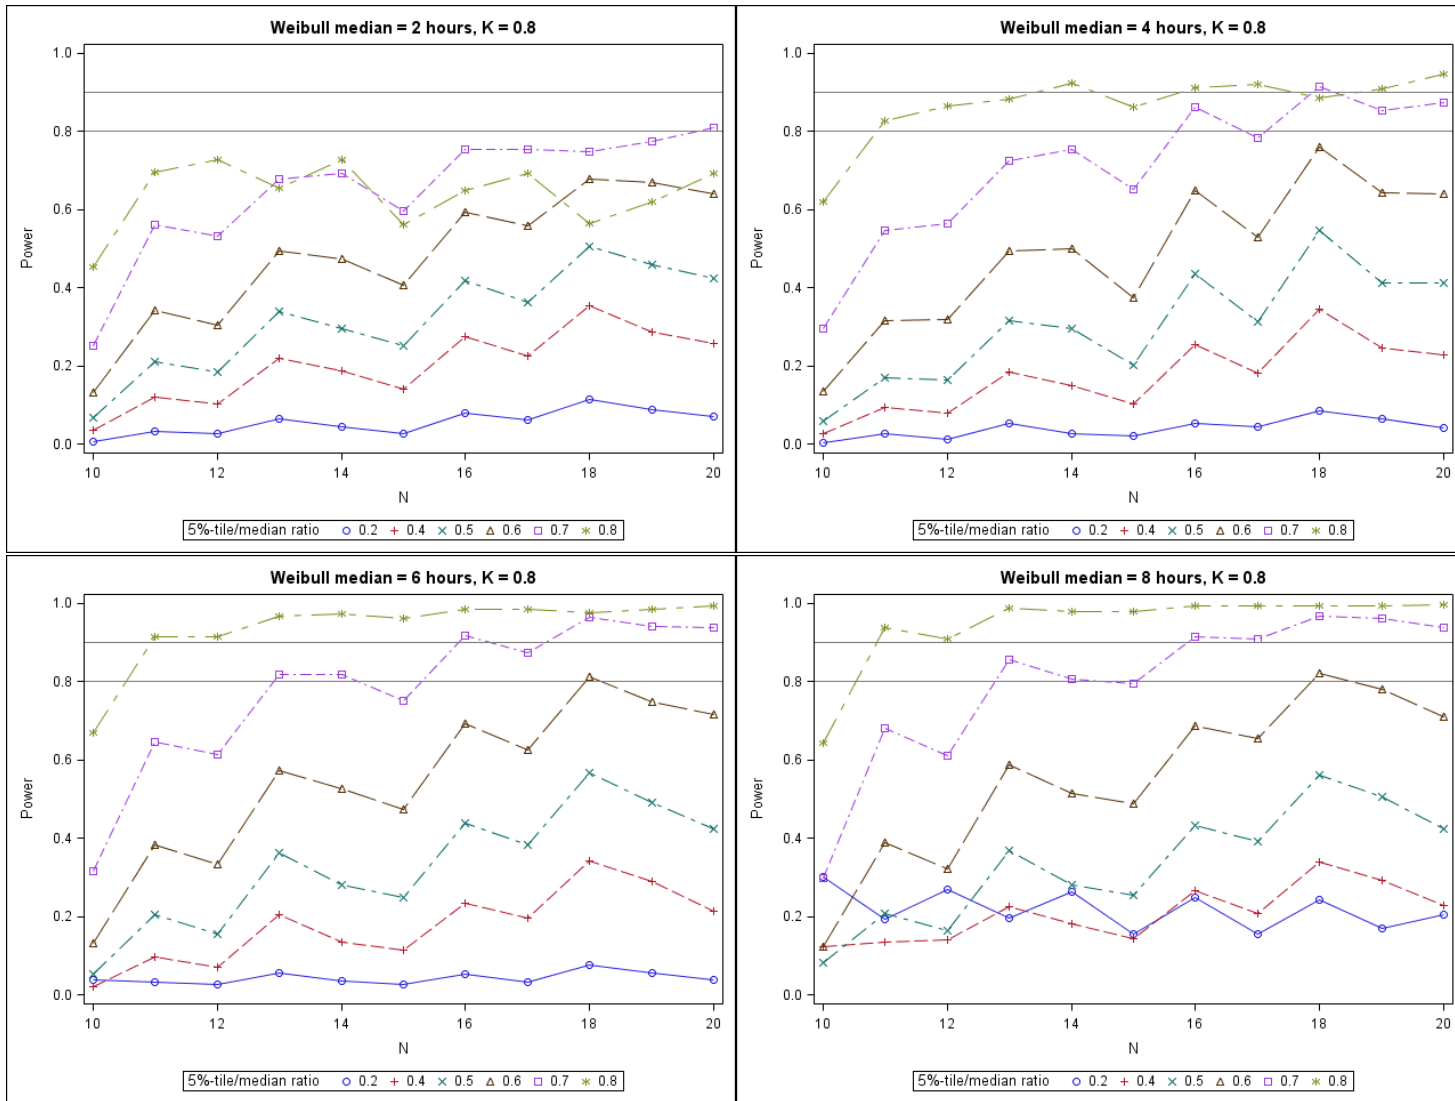 Weibull median = 2 hours, K = 0.8
1.0
0.8
0.6
0.4
0.2
0.0
Power
10 12 14 16 18 20
N
5%-tile/median ratio 0.2 0.4 0.5 0.6 0.7 0.8
Weibull median = 4 hours, K = 0.8
1.0
0.8
0.6
0.4
0.2
0.0
Power
10 12 14 16 18 20
N
5%-tile/median ratio 0.2 0.4 0.5 0.6 0.7 0.8
Weibull median = 6 hours, K = 0.8
1.0
0.8
0.6
0.4
0.2
0.0
Power
10 12 14 16 18 20
N
5%-tile/median ratio 0.2 0.4 0.5 0.6 0.7 0.8
Weibull median = 8 hours, K = 0.8
1.0
0.8
0.6
0.4
0.2
0.0
Power
10 12 14 16 18 20
N
5%-tile/median ratio 0.2 0.4 0.5 0.6 0.7 0.8